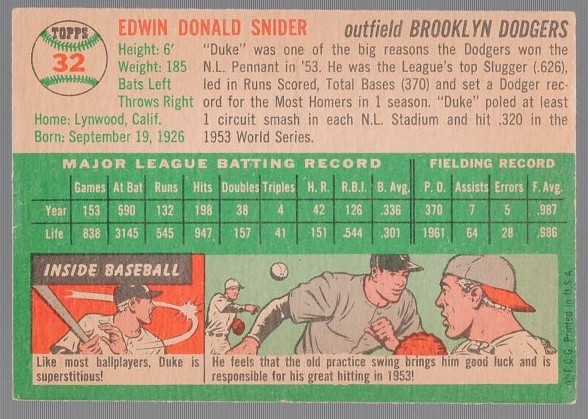 TOPPS
32
EDWIN DONALD SNIDER
outfield BROOKLYN DODGERS
Height: 6'
Weight: 185
Bats Left
Throws Right
Home: Lynwood, Calif.
Born: September 19, 1926
"Duke" was one of the big reasons the Dodgers won the
N.L. Pennant in '53. He was the League's top Slugger (.626),
led in Runs Scored, Total Bases (370) and set a Dodger rec-
ord for the Most Homers in 1 season. "Duke" poled at least
1 circuit smash in each N.L. Stadium and hit .320 in the
1953 World Series.
MAJOR LEAGUE BATTING RECORD FIELDING RECORD
Games At Bat Runs Hits Doubles Triples H. R. R.B.I. B. Avg. P. O. Assists Errors F. Avg.
Year 153 590 132 198 38 4 42 126 .336 370 7 5 .987
Life 838 3145 545 947 157 41 151 .544 .301 1961 64 28 .986
INSIDE BASEBALL
Like most ballplayers, Duke is
superstitious!
He feels that the old practice swing brings him good luck and is
responsible for his great hitting in 1953!
T.C.G. Printed in U.S.A.